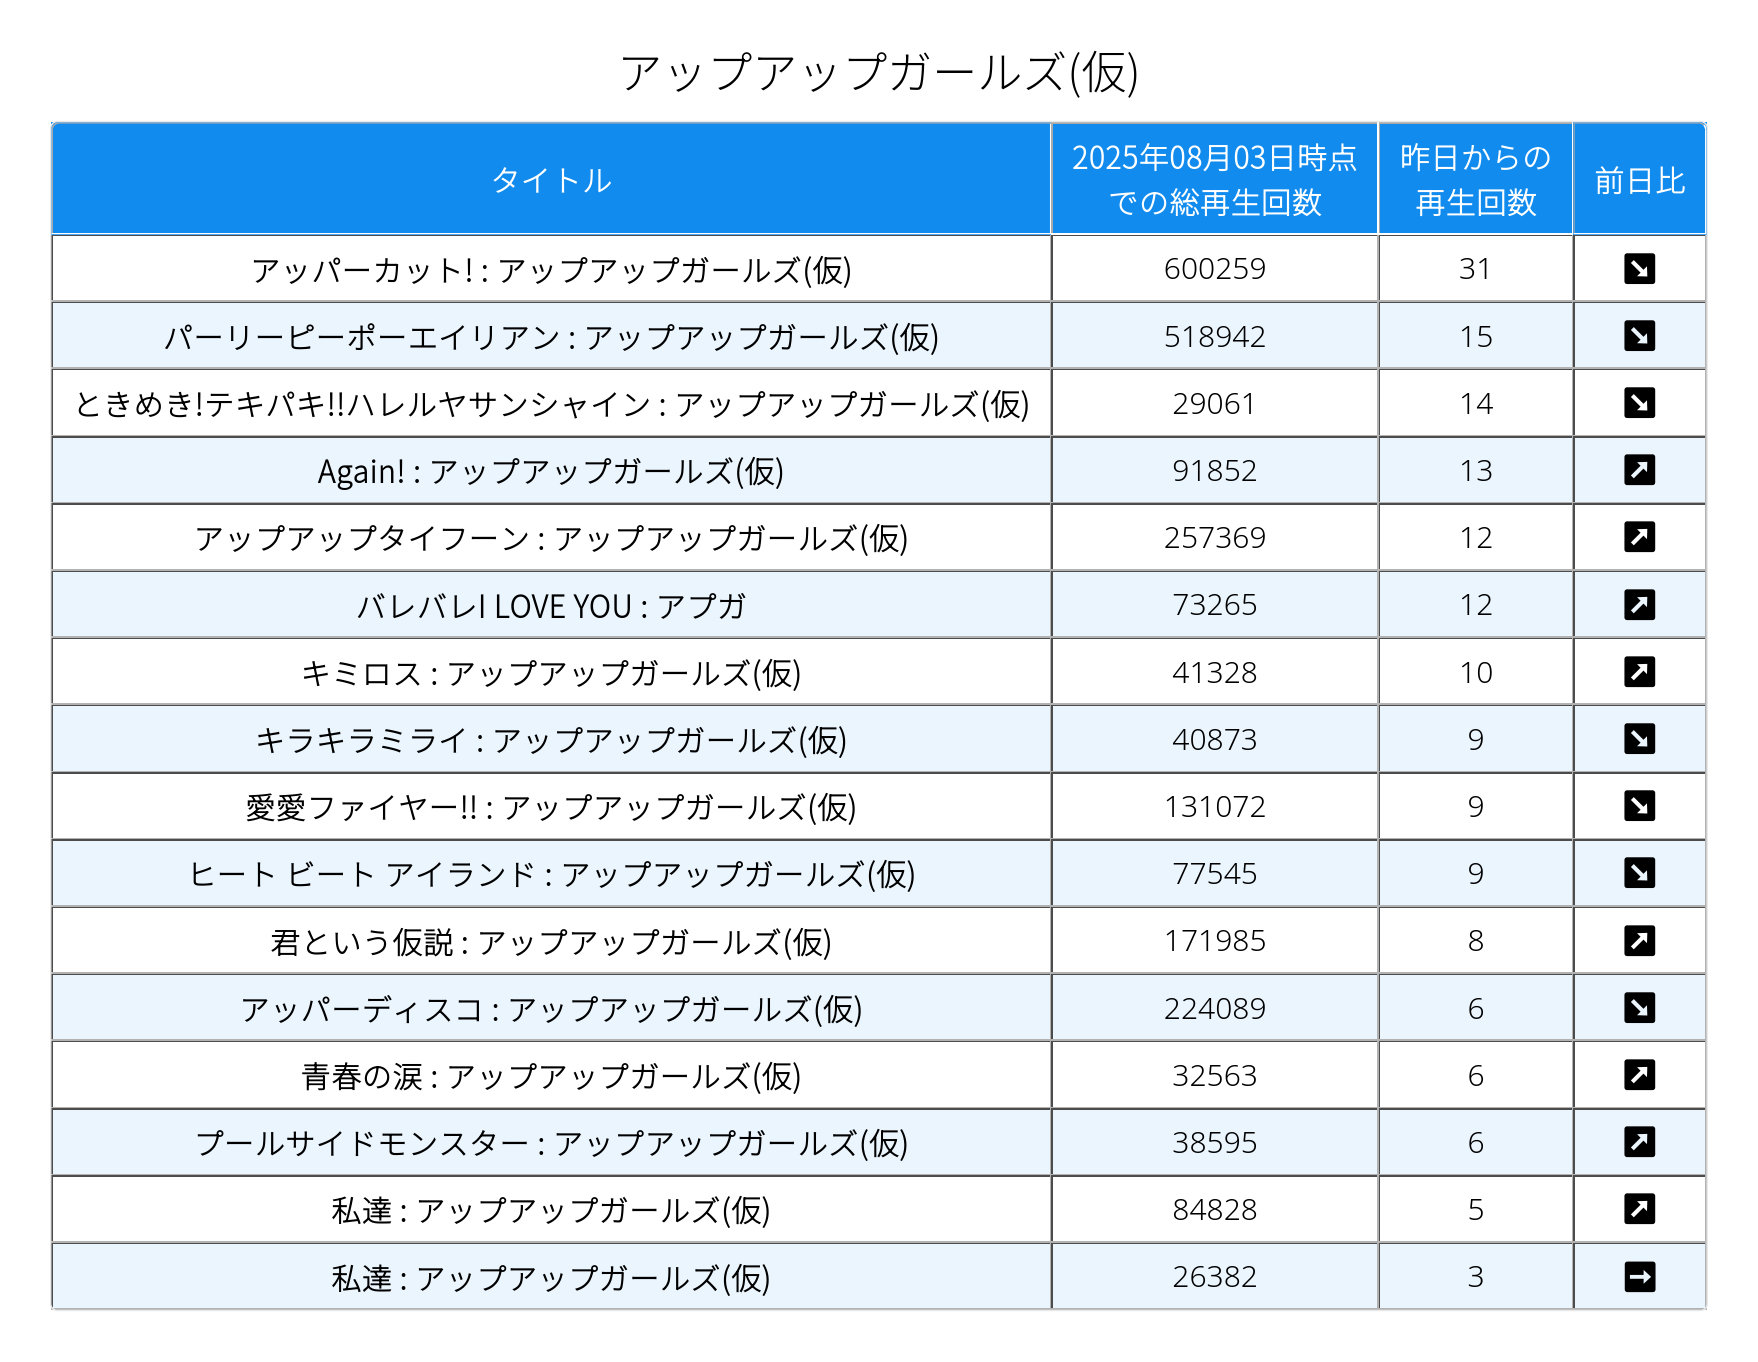 アップアップガールズ(仮)
タイトル 2025年08月03日時点での総再生回数 昨日からの再生回数 前日比
アッパーカット! : アップアップガールズ(仮) 600259 31 ↘
パーリーピーポーエイリアン : アップアップガールズ(仮) 518942 15 ↘
ときめき!テキパキ!!ハレルヤサンシャイン : アップアップガールズ(仮) 29061 14 ↘
Again! : アップアップガールズ(仮) 91852 13 ↗
アップアップタイフーン : アップアップガールズ(仮) 257369 12 ↗
バレバレI LOVE YOU : アプガ 73265 12 ↗
キミロス : アップアップガールズ(仮) 41328 10 ↗
キラキラミライ : アップアップガールズ(仮) 40873 9 ↘
愛愛ファイヤー!! : アップアップガールズ(仮) 131072 9 ↘
ヒート ビート アイランド : アップアップガールズ(仮) 77545 9 ↘
君という仮説 : アップアップガールズ(仮) 171985 8 ↗
アッパーディスコ : アップアップガールズ(仮) 224089 6 ↘
青春の涙 : アップアップガールズ(仮) 32563 6 ↗
プールサイドモンスター : アップアップガールズ(仮) 38595 6 ↗
私達 : アップアップガールズ(仮) 84828 5 ↗
私達 : アップアップガールズ(仮) 26382 3 →